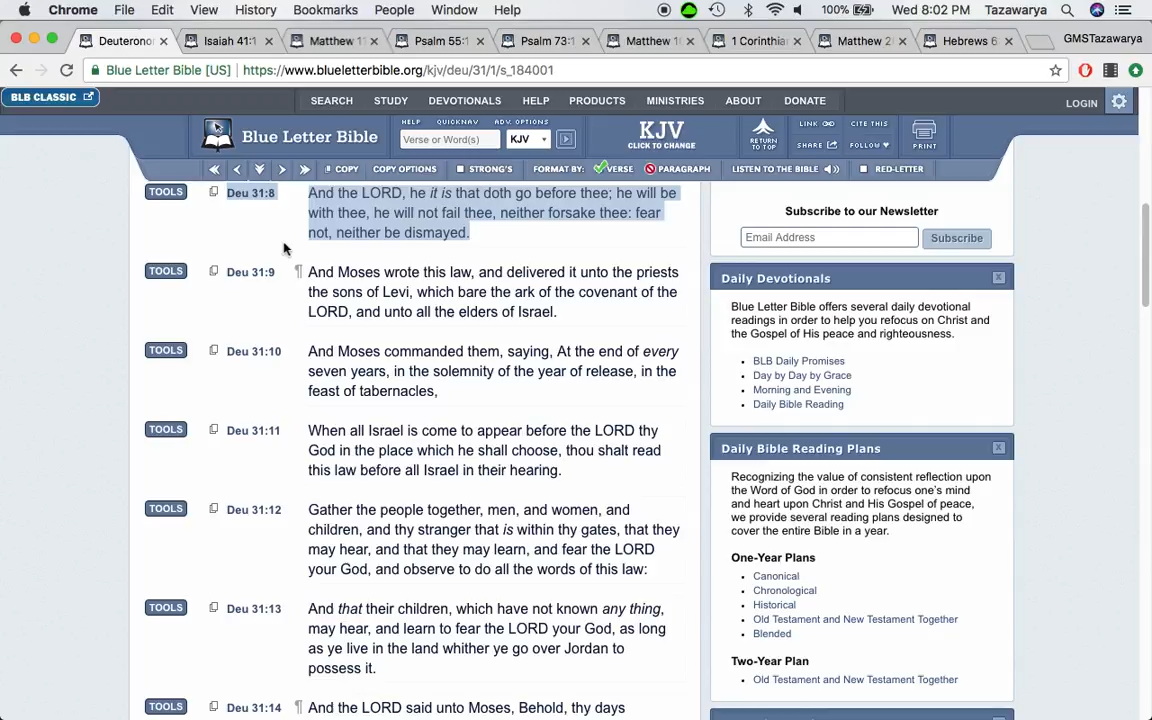 Chrome File Edit View History Bookmarks People Window Help 100% Wed 8:02 PM Tazawarya
Deuterono Isaiah 41:1 Matthew 1 Psalm 55:1 Psalm 73:1 Matthew 1 1 Corinthia Matthew 2 Hebrews 6 GMSTazawarya
Blue Letter Bible [US] https://www.blueletterbible.org/kjv/deu/31/1/s_184001
BLB CLASSIC
SEARCH STUDY DEVOTIONALS HELP PRODUCTS MINISTRIES ABOUT DONATE LOGIN
HELP QUICKNAV ADV. OPTIONS
Blue Letter Bible Verse or Word(s) KJV
KJV
CLICK TO CHANGE
RETURN TO TOP
LINK CITE THIS
SHARE FOLLOW PRINT
COPY COPY OPTIONS STRONG'S FORMAT BY: VERSE PARAGRAPH LISTEN TO THE BIBLE RED-LETTER
TOOLS Deu 31:8 And the LORD, he it is that doth go before thee; he will be
with thee, he will not fail thee, neither forsake thee: fear
not, neither be dismayed.
TOOLS Deu 31:9 ¶ And Moses wrote this law, and delivered it unto the priests
the sons of Levi, which bare the ark of the covenant of the
LORD, and unto all the elders of Israel.
TOOLS Deu 31:10 And Moses commanded them, saying, At the end of every
seven years, in the solemnity of the year of release, in the
feast of tabernacles,
TOOLS Deu 31:11 When all Israel is come to appear before the LORD thy
God in the place which he shall choose, thou shalt read
this law before all Israel in their hearing.
TOOLS Deu 31:12 Gather the people together, men, and women, and
children, and thy stranger that is within thy gates, that they
may hear, and that they may learn, and fear the LORD
your God, and observe to do all the words of this law:
TOOLS Deu 31:13 And that their children, which have not known any thing,
may hear, and learn to fear the LORD your God, as long
as ye live in the land whither ye go over Jordan to
possess it.
TOOLS Deu 31:14 ¶ And the LORD said unto Moses, Behold, thy days
Subscribe to our Newsletter
Email Address Subscribe
Daily Devotionals
Blue Letter Bible offers several daily devotional
readings in order to help you refocus on Christ and
the Gospel of His peace and righteousness.
BLB Daily Promises
Day by Day by Grace
Morning and Evening
Daily Bible Reading
Daily Bible Reading Plans
Recognizing the value of consistent reflection upon
the Word of God in order to refocus one's mind
and heart upon Christ and His Gospel of peace,
we provide several reading plans designed to
cover the entire Bible in a year.
One-Year Plans
Canonical
Chronological
Historical
Old Testament and New Testament Together
Blended
Two-Year Plan
Old Testament and New Testament Together